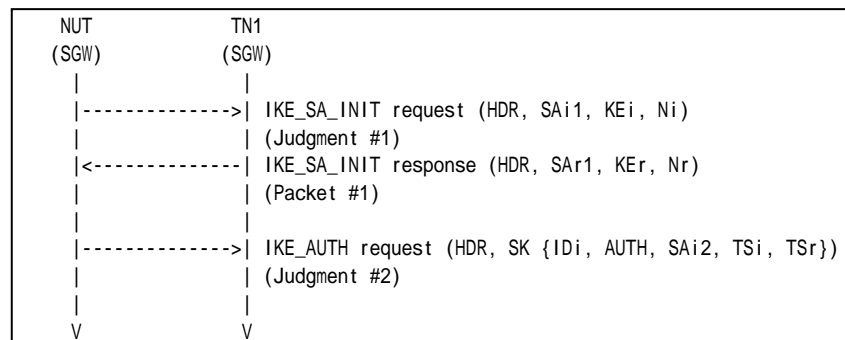 NUT TN1
(SGW) (SGW)
| |
|-------------->| IKE_SA_INIT request (HDR, SAi1, KEi, Ni)
| | (Judgment #1)
|<--------------| IKE_SA_INIT response (HDR, SAr1, KEr, Nr)
| | (Packet #1)
| |
|-------------->| IKE_AUTH request (HDR, SK {IDi, AUTH, SAi2, TSi, TSr})
| | (Judgment #2)
| |
V V